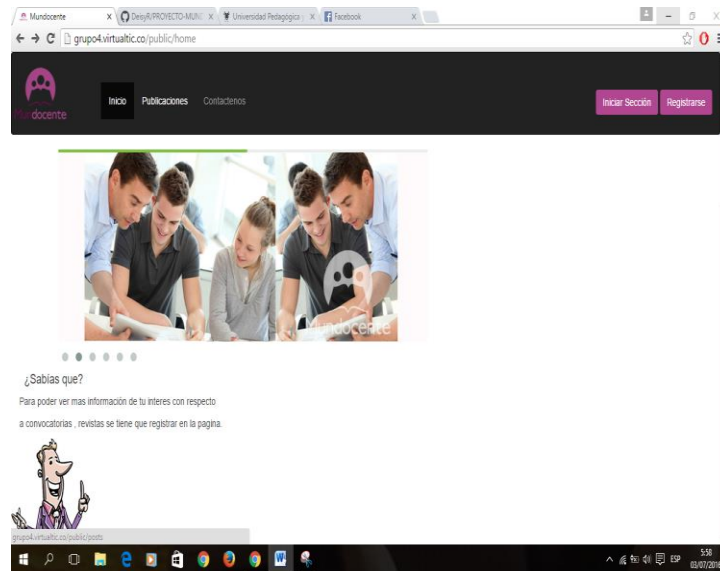 Mundocente
DeisyR/PROYECTO-MUN
Universidad Pedagógica
Facebook
grupo4.virtualtic.co/public/home
Mundocente
Inicio
Publicaciones
Contactenos
Iniciar Sección
Registrarse
Mundocente
¿Sabías que?
Para poder ver mas información de tu interes con respecto
a convocatorias , revistas se tiene que registrar en la pagina.
grupo4.virtualtic.co/public/posts
ESP
5:58
03/07/2016